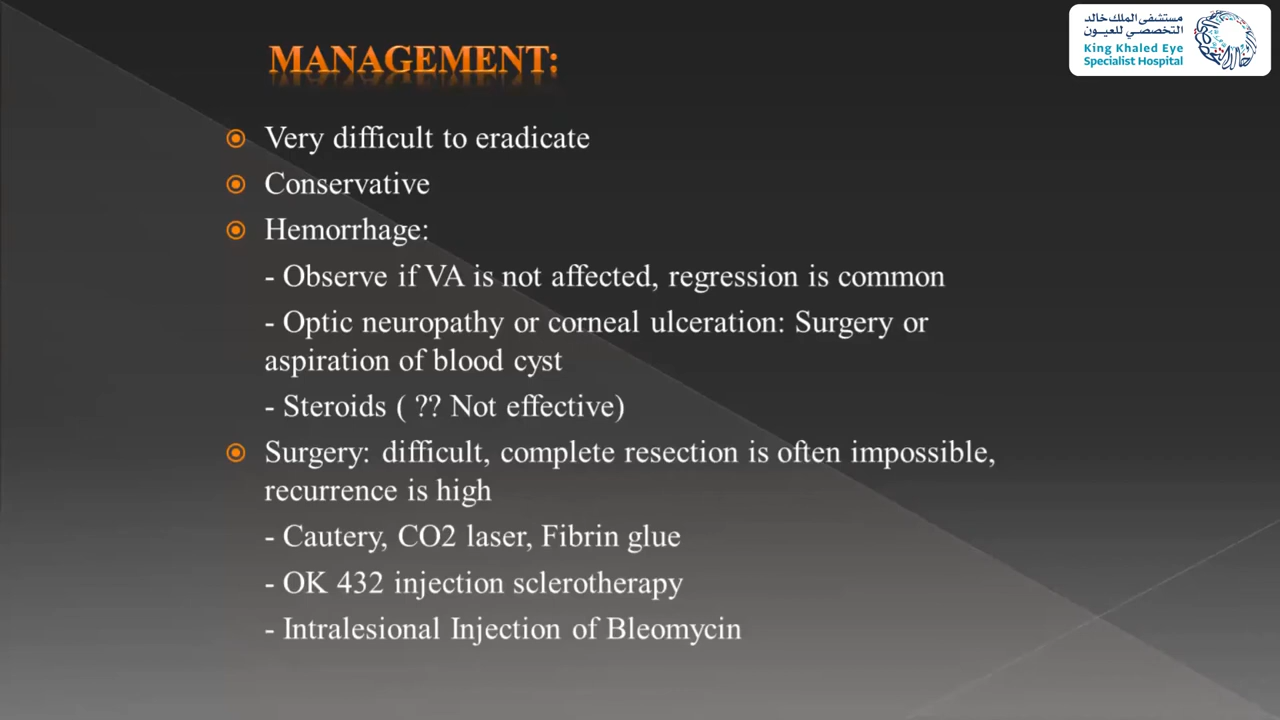 مستشفى الملك خالد
التخصصي للعيون
King Khaled Eye
Specialist Hospital
MANAGEMENT:
Very difficult to eradicate
Conservative
Hemorrhage:
- Observe if VA is not affected, regression is common
- Optic neuropathy or corneal ulceration: Surgery or
aspiration of blood cyst
- Steroids ( ?? Not effective)
Surgery: difficult, complete resection is often impossible,
recurrence is high
- Cautery, CO2 laser, Fibrin glue
- OK 432 injection sclerotherapy
- Intralesional Injection of Bleomycin